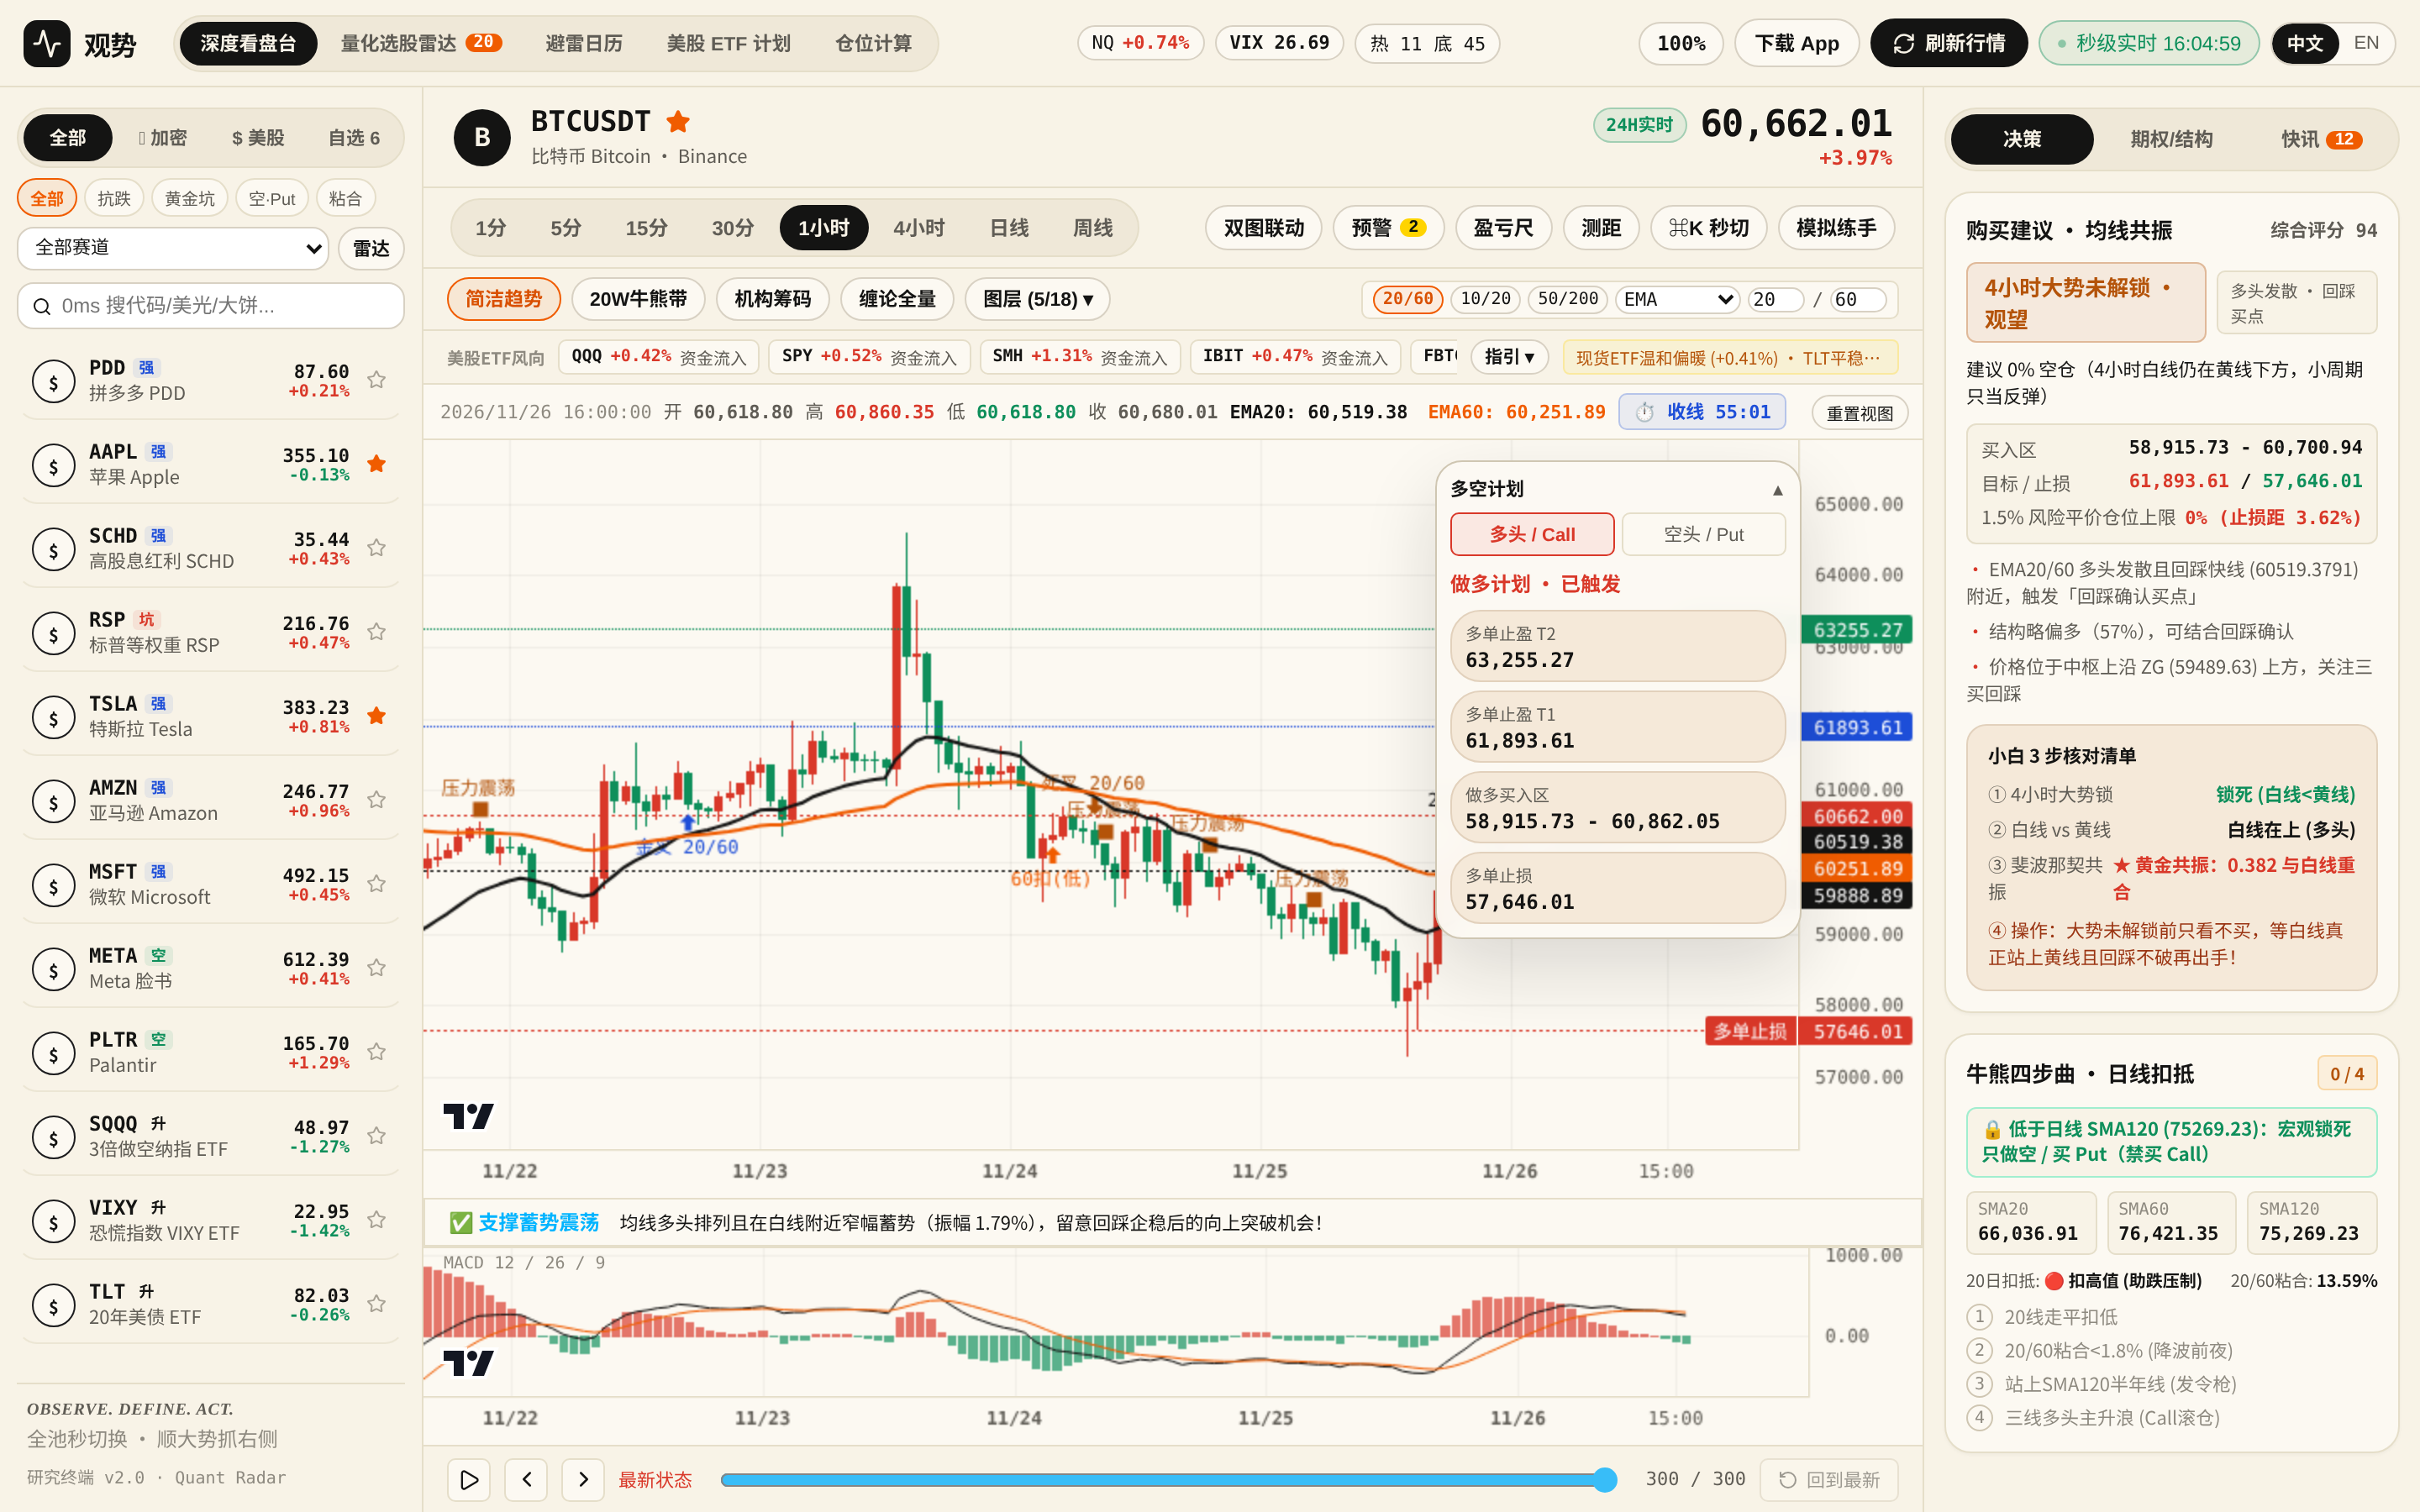 观势
深度看盘台
量化选股雷达 20
避雷日历
美股 ETF 计划
仓位计算
NQ +0.74%
VIX 26.69
热 11 底 45
100%
下载 App
刷新行情
秒级实时 16:04:59
中文
EN
全部
加密
$ 美股
自选 6
全部
抗跌
黄金坑
空·Put
粘合
全部赛道
雷达
0ms 搜代码/美光/大饼...
$
PDD 强
拼多多 PDD
87.60
+0.21%
$
AAPL 强
苹果 Apple
355.10
-0.13%
$
SCHD 强
高股息红利 SCHD
35.44
+0.43%
$
RSP 坑
标普等权重 RSP
216.76
+0.47%
$
TSLA 强
特斯拉 Tesla
383.23
+0.81%
$
AMZN 强
亚马逊 Amazon
246.77
+0.96%
$
MSFT 强
微软 Microsoft
492.15
+0.45%
$
META 空
Meta 脸书
612.39
+0.41%
$
PLTR 空
Palantir
165.70
+1.29%
$
SQQQ 升
3倍做空纳指 ETF
48.97
-1.27%
$
VIXY 升
恐慌指数 VIXY ETF
22.95
-1.42%
$
TLT 升
20年美债 ETF
82.03
-0.26%
OBSERVE. DEFINE. ACT.
全池秒切换 · 顺大势抓右侧
研究终端 v2.0 · Quant Radar
B
BTCUSDT
比特币 Bitcoin · Binance
24H实时 60,662.01
+3.97%
1分
5分
15分
30分
1小时
4小时
日线
周线
双图联动
预警 2
盈亏尺
测距
⌘K 秒切
模拟练手
简洁趋势
20W牛熊带
机构筹码
缠论全量
图层 (5/18) ▾
20/60
10/20
50/200
EMA
20 / 60
美股ETF风向
QQQ +0.42% 资金流入
SPY +0.52% 资金流入
SMH +1.31% 资金流入
IBIT +0.47% 资金流入
FBT
指引 ▾
现货ETF温和偏暖 (+0.41%) · TLT平稳…
2026/11/26 16:00:00 开 60,618.80 高 60,860.35 低 60,618.80 收 60,680.01 EMA20: 60,519.38 EMA60: 60,251.89
⏱️ 收线 55:01
重置视图
压力震荡
金叉 20/60
死叉 20/60
压力震荡
压力震荡
60扣(低)
压力震荡
2
多空计划 ▲
多头 / Call
空头 / Put
做多计划 · 已触发
多单止盈 T2
63,255.27
多单止盈 T1
61,893.61
做多买入区
58,915.73 - 60,862.05
多单止损
57,646.01
65000.00
64000.00
63255.27
63000.00
61893.61
61000.00
60662.00
60519.38
60251.89
59888.89
59000.00
58000.00
多单止损 57646.01
57000.00
11/22
11/23
11/24
11/25
11/26
15:00
✅ 支撑蓄势震荡 均线多头排列且在白线附近窄幅蓄势（振幅 1.79%），留意回踩企稳后的向上突破机会！
MACD 12 / 26 / 9
1000.00
0.00
11/22
11/23
11/24
11/25
11/26
15:00
最新状态
300 / 300
回到最新
决策
期权/结构
快讯 12
购买建议 · 均线共振
综合评分 94
4小时大势未解锁 ·
观望
多头发散 · 回踩
买点
建议 0% 空仓（4小时白线仍在黄线下方，小周期
只当反弹）
买入区 58,915.73 - 60,700.94
目标 / 止损 61,893.61 / 57,646.01
1.5% 风险平价仓位上限 0% (止损距 3.62%)
· EMA20/60 多头发散且回踩快线 (60519.3791)
附近，触发「回踩确认买点」
· 结构略偏多（57%），可结合回踩确认
· 价格位于中枢上沿 ZG (59489.63) 上方，关注三
买回踩
小白 3 步核对清单
① 4小时大势锁 锁死 (白线<黄线)
② 白线 vs 黄线 白线在上 (多头)
③ 斐波那契共 ★ 黄金共振：0.382 与白线重
振 合
④ 操作：大势未解锁前只看不买，等白线真
正站上黄线且回踩不破再出手！
牛熊四步曲 · 日线扣抵
0 / 4
🔒 低于日线 SMA120 (75269.23)：宏观锁死
只做空 / 买 Put（禁买 Call）
SMA20
66,036.91
SMA60
76,421.35
SMA120
75,269.23
20日扣抵: 🔴 扣高值 (助跌压制)
20/60粘合: 13.59%
1 20线走平扣低
2 20/60粘合<1.8% (降波前夜)
3 站上SMA120半年线 (发令枪)
4 三线多头主升浪 (Call滚仓)